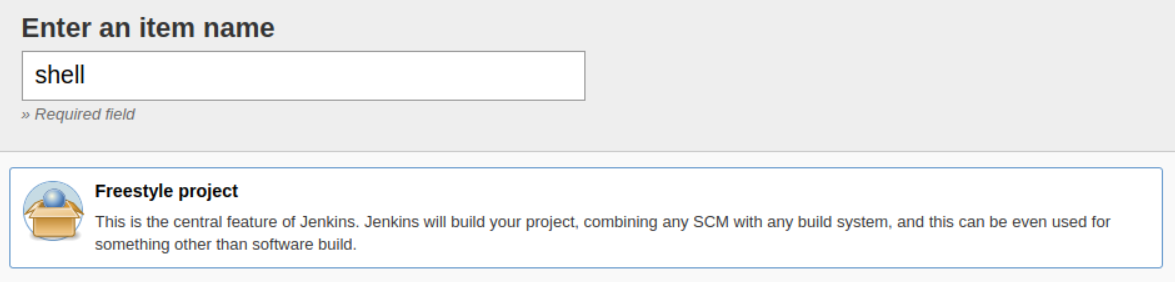 Enter an item name
shell
» Required field
Freestyle project
This is the central feature of Jenkins. Jenkins will build your project, combining any SCM with any build system, and this can be even used for
something other than software build.